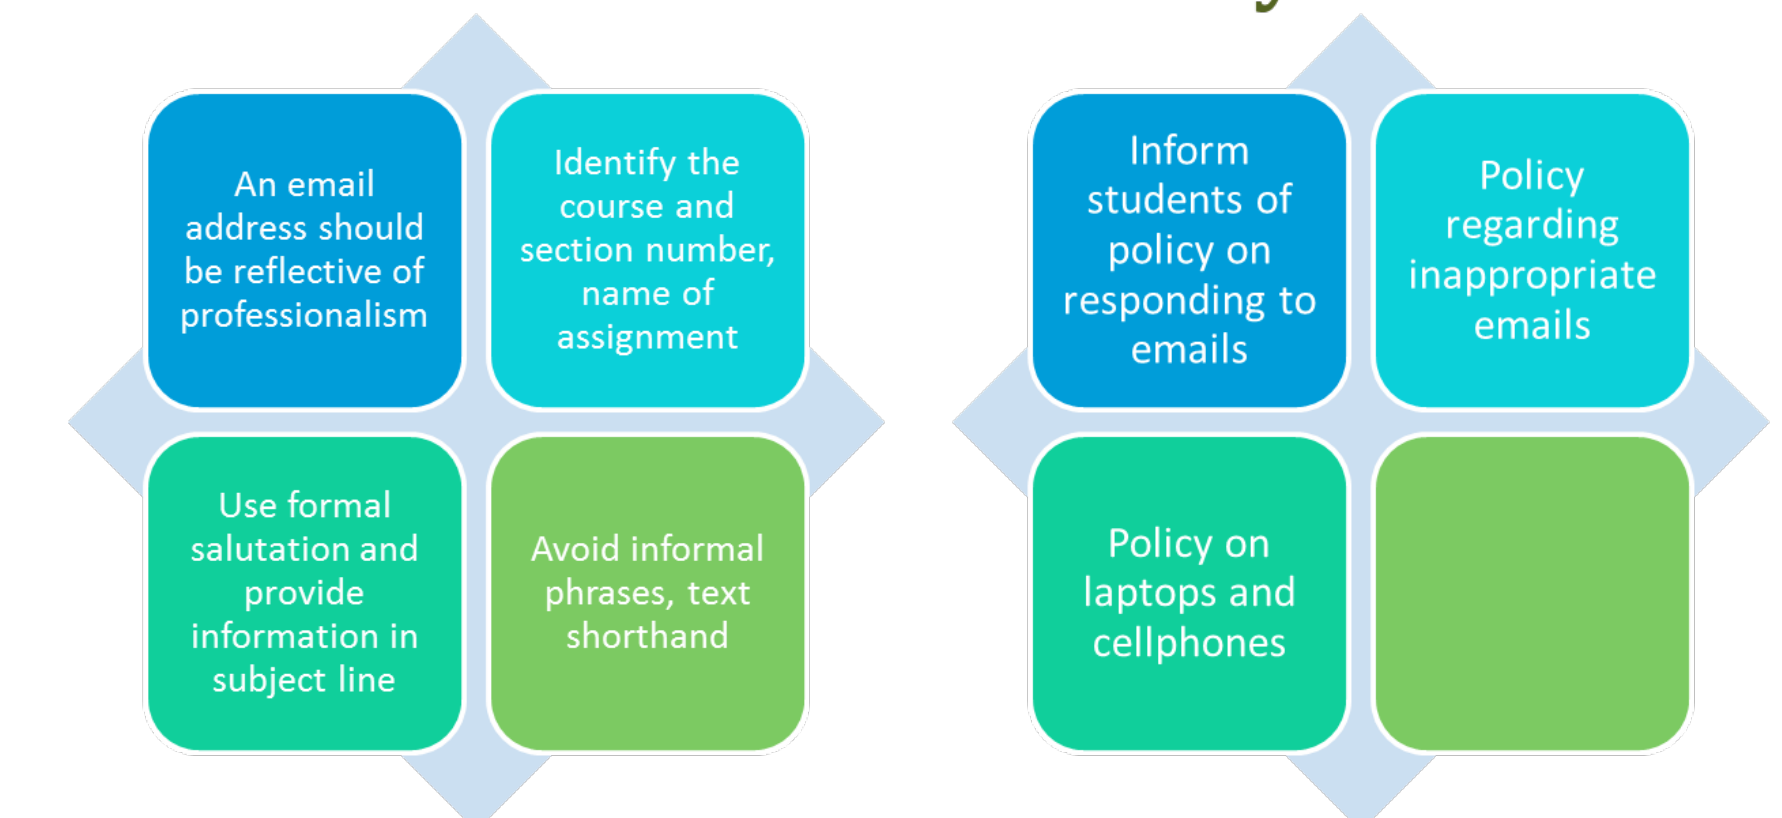 An email
address should
be reflective of
professionalism
Identify the
course and
section number,
name of
assignment
Use formal
salutation and
provide
information in
subject line
Avoid informal
phrases, text
shorthand
Inform
students of
policy on
responding to
emails
Policy
regarding
inappropriate
emails
Policy on
laptops and
cellphones